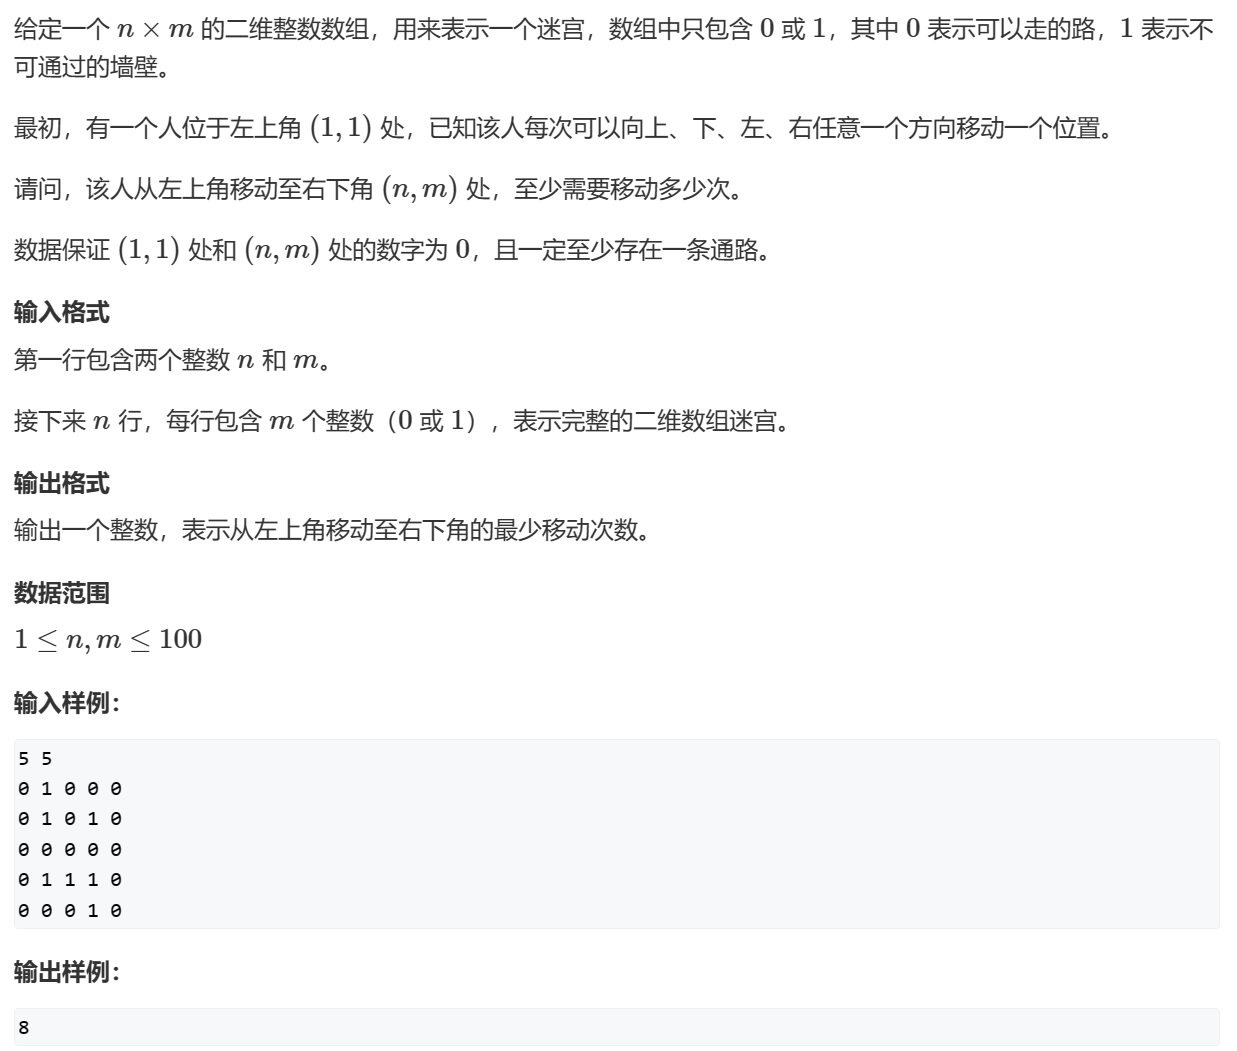 给定一个 n × m 的二维整数数组，用来表示一个迷宫，数组中只包含 0 或 1，其中 0 表示可以走的路，1 表示不
可通过的墙壁。
最初，有一个人位于左上角 (1, 1) 处，已知该人每次可以向上、下、左、右任意一个方向移动一个位置。
请问，该人从左上角移动至右下角 (n, m) 处，至少需要移动多少次。
数据保证 (1, 1) 处和 (n, m) 处的数字为 0，且一定至少存在一条通路。
输入格式
第一行包含两个整数 n 和 m。
接下来 n 行，每行包含 m 个整数（0 或 1），表示完整的二维数组迷宫。
输出格式
输出一个整数，表示从左上角移动至右下角的最少移动次数。
数据范围
1 ≤ n, m ≤ 100
输入样例：
5 5
0 1 0 0 0
0 1 0 1 0
0 0 0 0 0
0 1 1 1 0
0 0 0 1 0
输出样例：
8